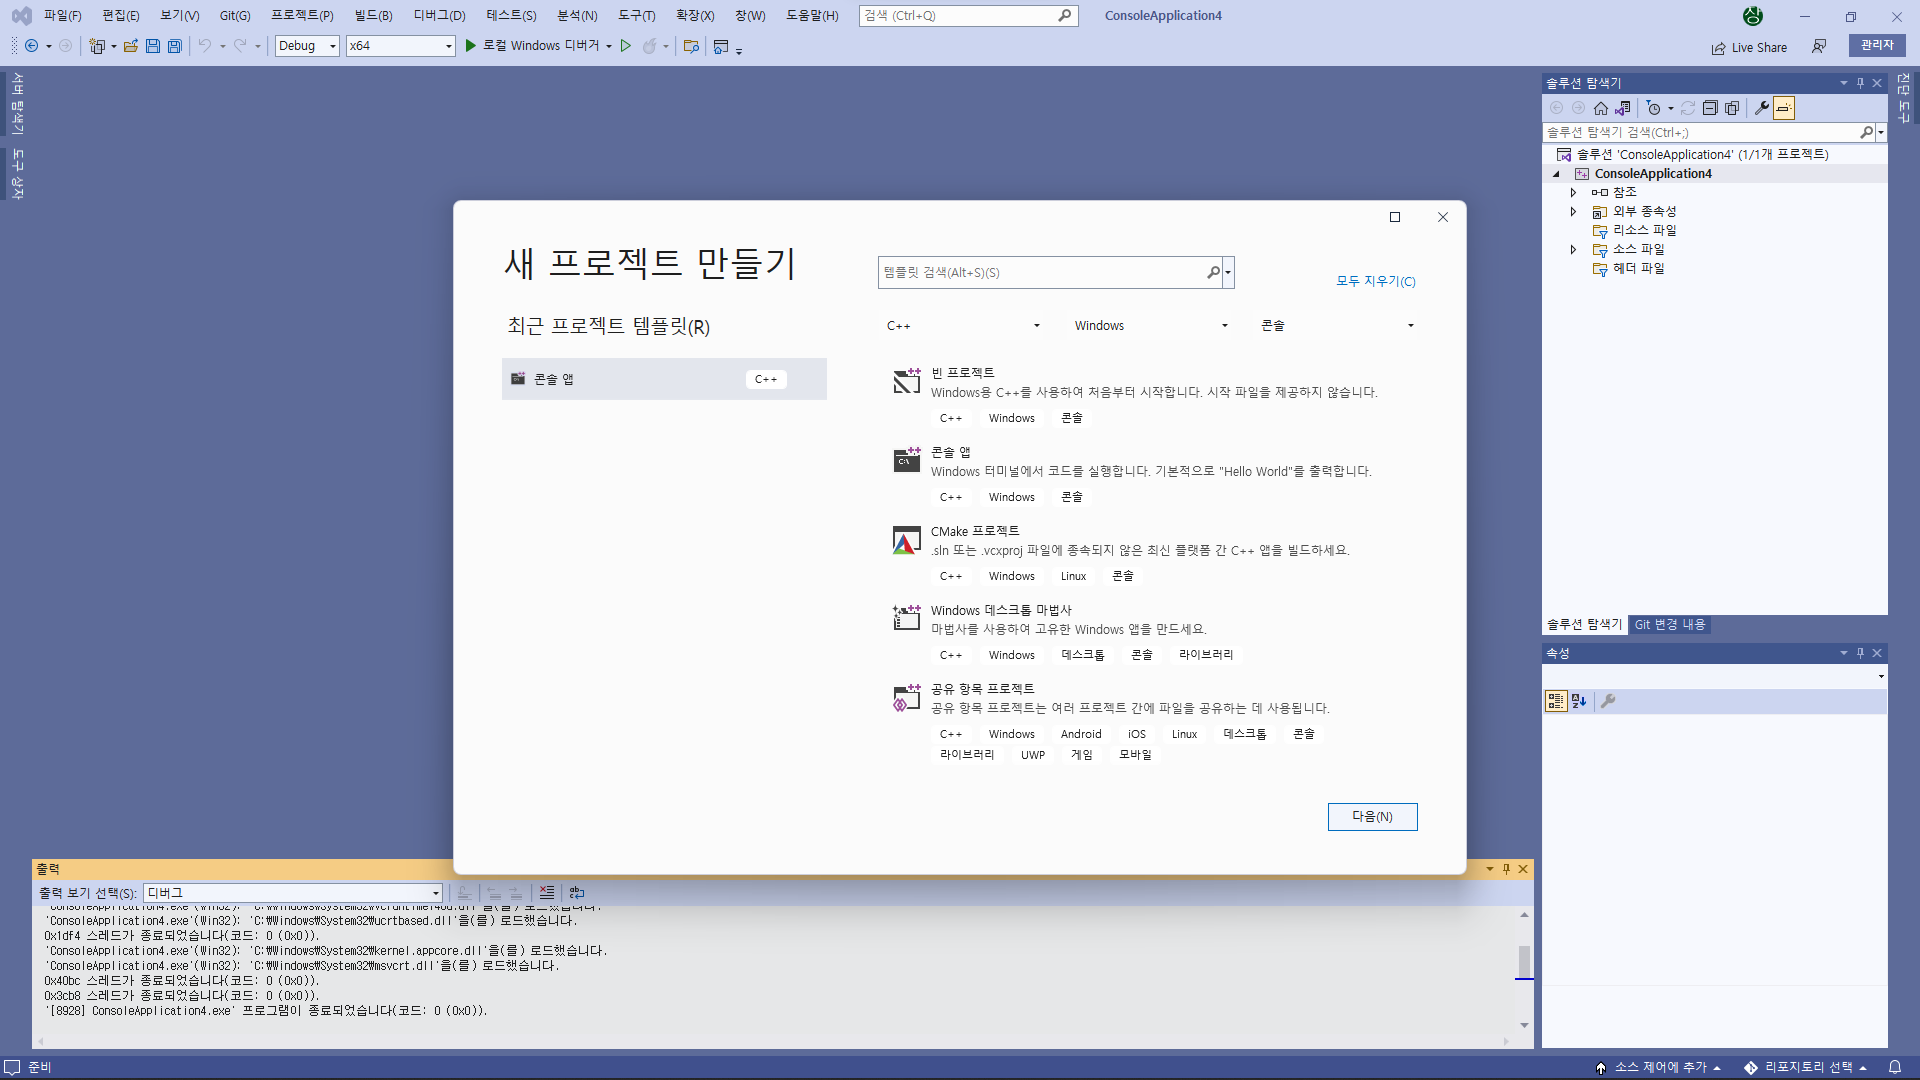 파일(F) 편집(E) 보기(V) Git(G) 프로젝트(P) 빌드(B) 디버그(D) 테스트(S) 분석(N) 도구(T) 확장(X) 창(W) 도움말(H) 검색 (Ctrl+Q) ConsoleApplication4 상
Debug x64 로컬 Windows 디버거 Live Share 관리자
서버 탐색기
도구 상자
진단 도구
새 프로젝트 만들기
최근 프로젝트 템플릿(R)
콘솔 앱 C++
템플릿 검색(Alt+S)(S)
모두 지우기(C)
C++ Windows 콘솔
빈 프로젝트
Windows용 C++를 사용하여 처음부터 시작합니다. 시작 파일을 제공하지 않습니다.
C++ Windows 콘솔
콘솔 앱
Windows 터미널에서 코드를 실행합니다. 기본적으로 "Hello World"를 출력합니다.
C++ Windows 콘솔
CMake 프로젝트
.sln 또는 .vcxproj 파일에 종속되지 않은 최신 플랫폼 간 C++ 앱을 빌드하세요.
C++ Windows Linux 콘솔
Windows 데스크톱 마법사
마법사를 사용하여 고유한 Windows 앱을 만드세요.
C++ Windows 데스크톱 콘솔 라이브러리
공유 항목 프로젝트
공유 항목 프로젝트는 여러 프로젝트 간에 파일을 공유하는 데 사용됩니다.
C++ Windows Android iOS Linux 데스크톱 콘솔
라이브러리 UWP 게임 모바일
다음(N)
솔루션 탐색기
솔루션 탐색기 검색(Ctrl+;)
솔루션 'ConsoleApplication4' (1/1개 프로젝트)
ConsoleApplication4
참조
외부 종속성
리소스 파일
소스 파일
헤더 파일
솔루션 탐색기 Git 변경 내용
속성
출력
출력 보기 선택(S): 디버그
'ConsoleApplication4.exe'(Win32): 'C:\Windows\System32\vcruntime140d.dll'을(를) 로드했습니다.
'ConsoleApplication4.exe'(Win32): 'C:\Windows\System32\ucrtbased.dll'을(를) 로드했습니다.
0x1df4 스레드가 종료되었습니다(코드: 0 (0x0)).
'ConsoleApplication4.exe'(Win32): 'C:\Windows\System32\kernel.appcore.dll'을(를) 로드했습니다.
'ConsoleApplication4.exe'(Win32): 'C:\Windows\System32\msvcrt.dll'을(를) 로드했습니다.
0x40bc 스레드가 종료되었습니다(코드: 0 (0x0)).
0x3cb8 스레드가 종료되었습니다(코드: 0 (0x0)).
'[8928] ConsoleApplication4.exe' 프로그램이 종료되었습니다(코드: 0 (0x0)).
준비 소스 제어에 추가 리포지토리 선택